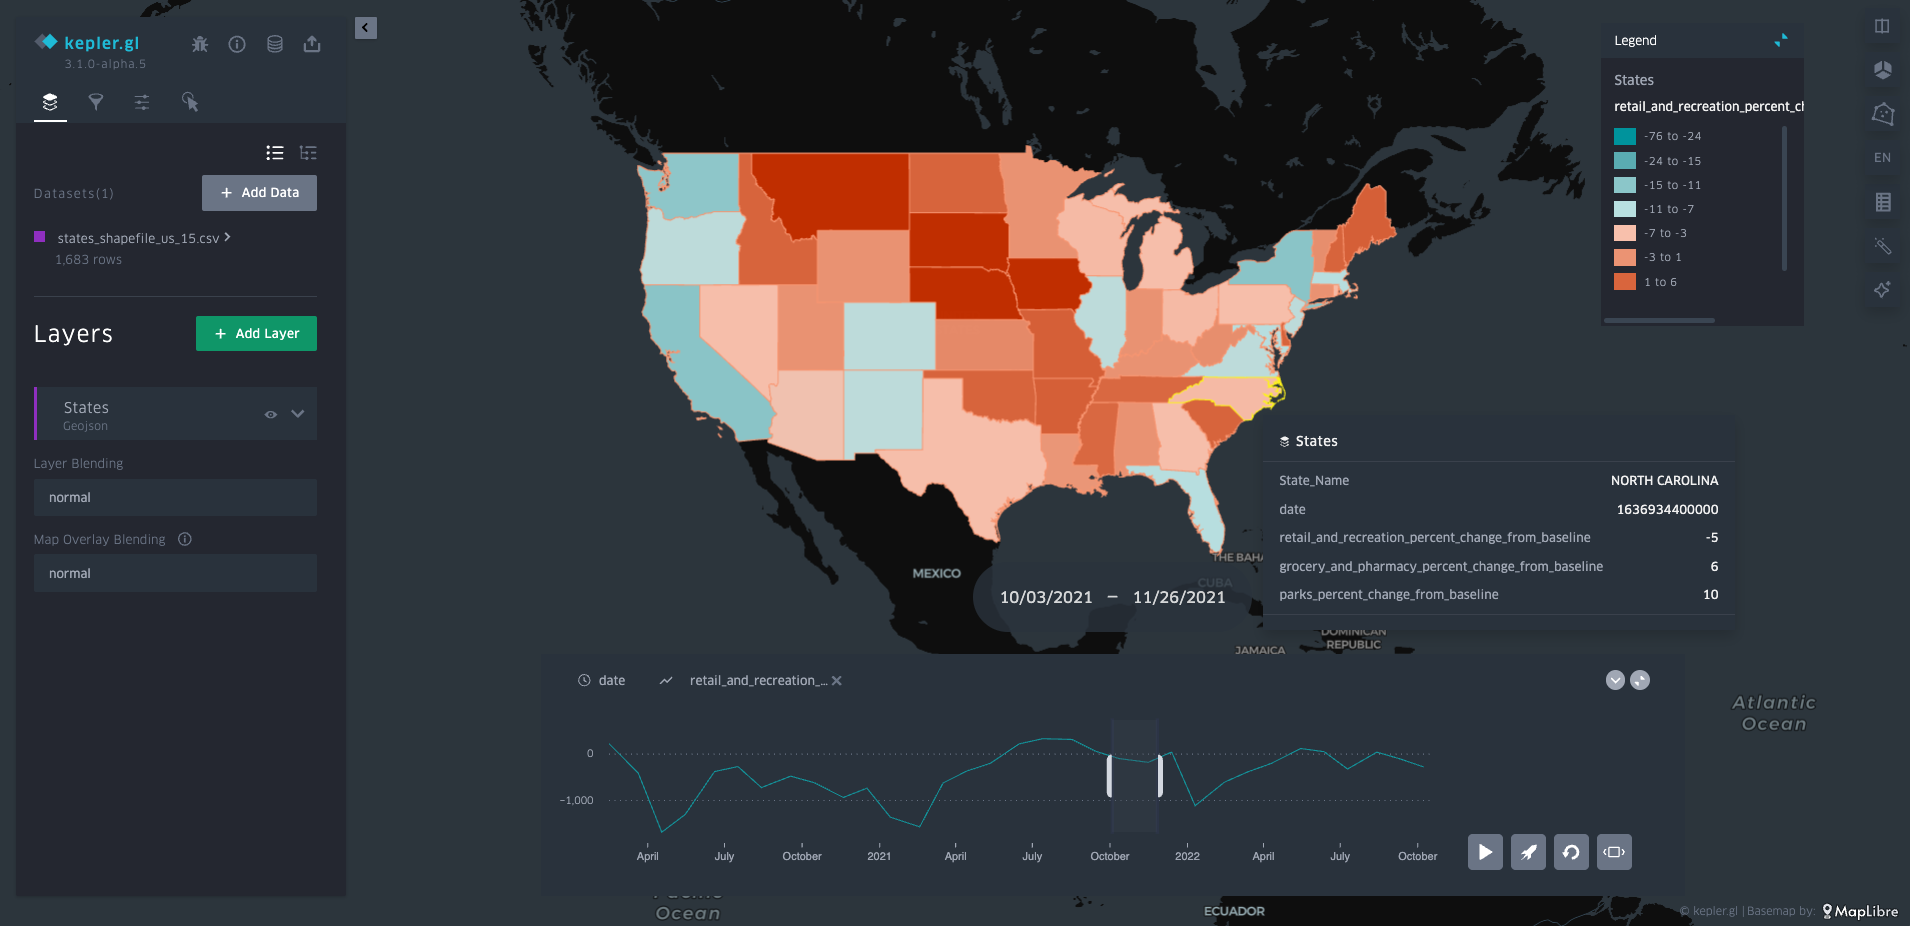 kepler.gl
3.1.0-alpha.5
Datasets(1)
+ Add Data
states_shapefile_us_15.csv
1,683 rows
Layers
+ Add Layer
States
Geojson
Layer Blending
normal
Map Overlay Blending
normal
Legend
States
retail_and_recreation_percent_ch
-76 to -24
-24 to -15
-15 to -11
-11 to -7
-7 to -3
-3 to 1
1 to 6
EN
States
State_Name NORTH CAROLINA
date 1636934400000
retail_and_recreation_percent_change_from_baseline -5
grocery_and_pharmacy_percent_change_from_baseline 6
parks_percent_change_from_baseline 10
MEXICO
THE BAHA
CUBA
10/03/2021 – 11/26/2021
DOMINICAN
REPUBLIC
JAMAICA
date retail_and_recreation_...
0
−1,000
April July October 2021 April July October 2022 April July October
Atlantic
Ocean
Pacific
Ocean
ECUADOR
© kepler.gl | Basemap by: MapLibre